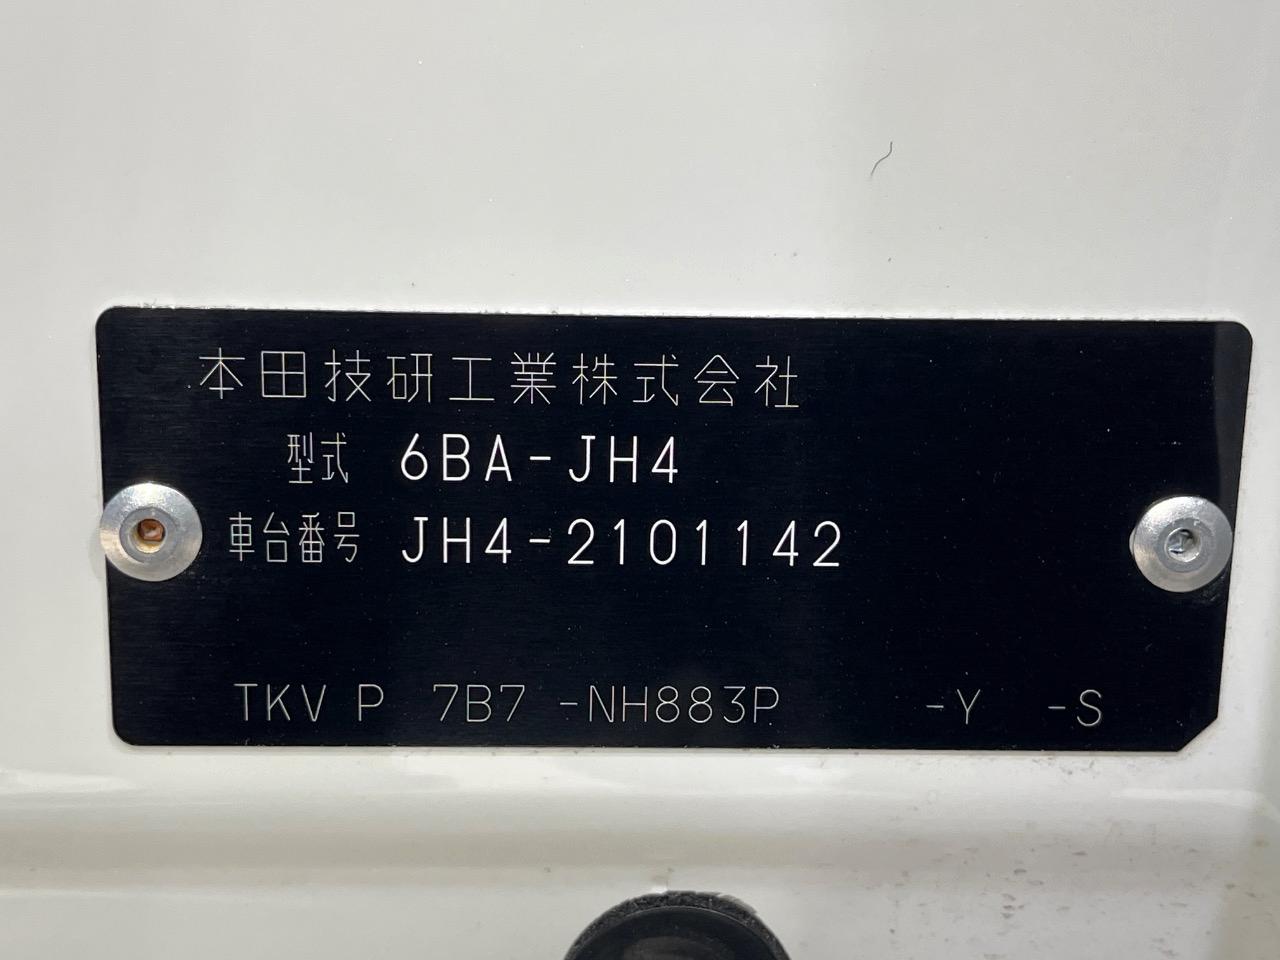 本田技研工業株式会社
型式 6BA-JH4
車台番号 JH4-2101142
TKV P 7B7 -NH883P -Y -S